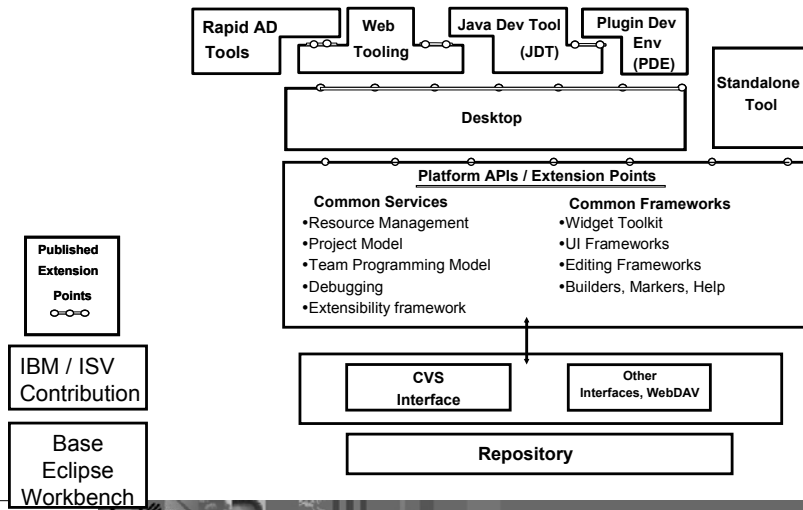 Rapid AD
Tools
Web
Tooling
Java Dev Tool
(JDT)
Plugin Dev
Env
(PDE)
Standalone
Tool
Desktop
Platform APIs / Extension Points
Common Services
•Resource Management
•Project Model
•Team Programming Model
•Debugging
•Extensibility framework
Common Frameworks
•Widget Toolkit
•UI Frameworks
•Editing Frameworks
•Builders, Markers, Help
Published
Extension
Points
IBM / ISV
Contribution
Base
Eclipse
Workbench
CVS
Interface
Other
Interfaces, WebDAV
Repository